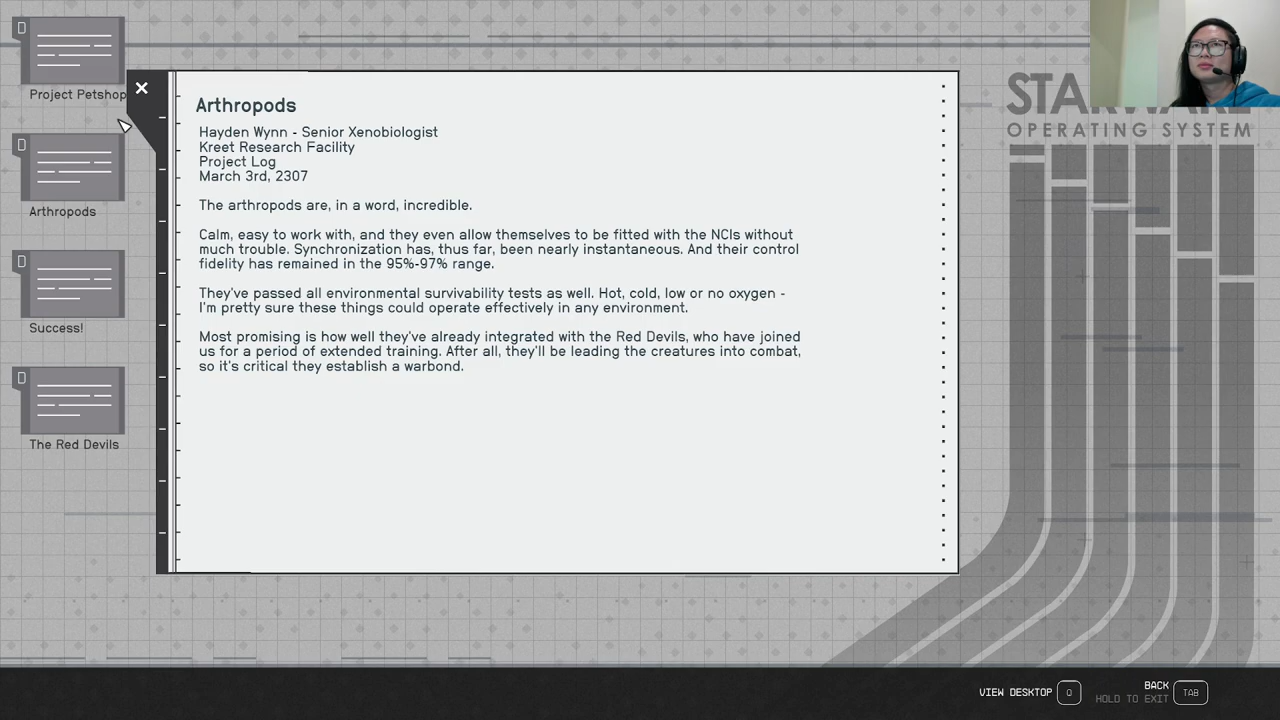 Project Petshop
Arthropods
Success!
The Red Devils
Arthropods
Hayden Wynn - Senior Xenobiologist
Kreet Research Facility
Project Log
March 3rd, 2307
The arthropods are, in a word, incredible.
Calm, easy to work with, and they even allow themselves to be fitted with the NCIs without
much trouble. Synchronization has, thus far, been nearly instantaneous. And their control
fidelity has remained in the 95%-97% range.
They've passed all environmental survivability tests as well. Hot, cold, low or no oxygen -
I'm pretty sure these things could operate effectively in any environment.
Most promising is how well they've already integrated with the Red Devils, who have joined
us for a period of extended training. After all, they'll be leading the creatures into combat,
so it's critical they establish a warbond.
OPERATING SYSTEM
VIEW DESKTOP Q
BACK
HOLD TO EXIT TAB